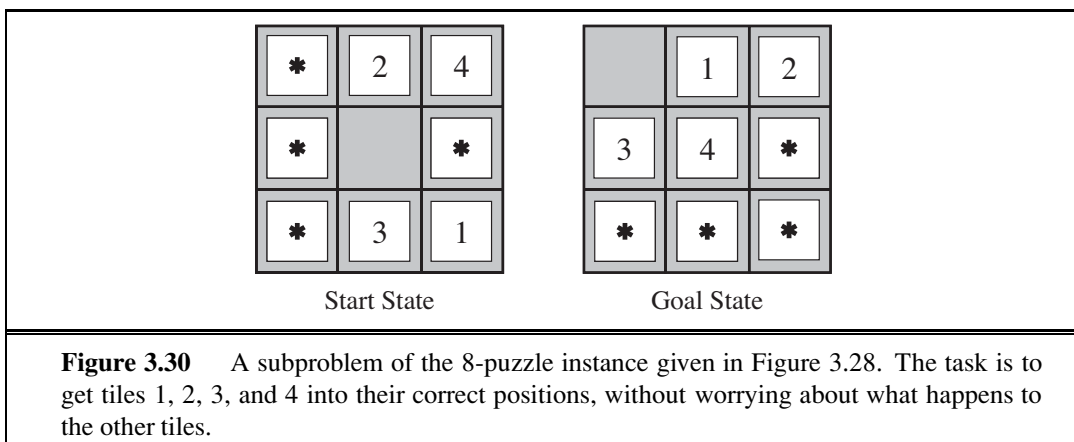 * 2 4
* *
* 3 1
Start State
1 2
3 4 *
* * *
Goal State
Figure 3.30 A subproblem of the 8-puzzle instance given in Figure 3.28. The task is to
get tiles 1, 2, 3, and 4 into their correct positions, without worrying about what happens to
the other tiles.